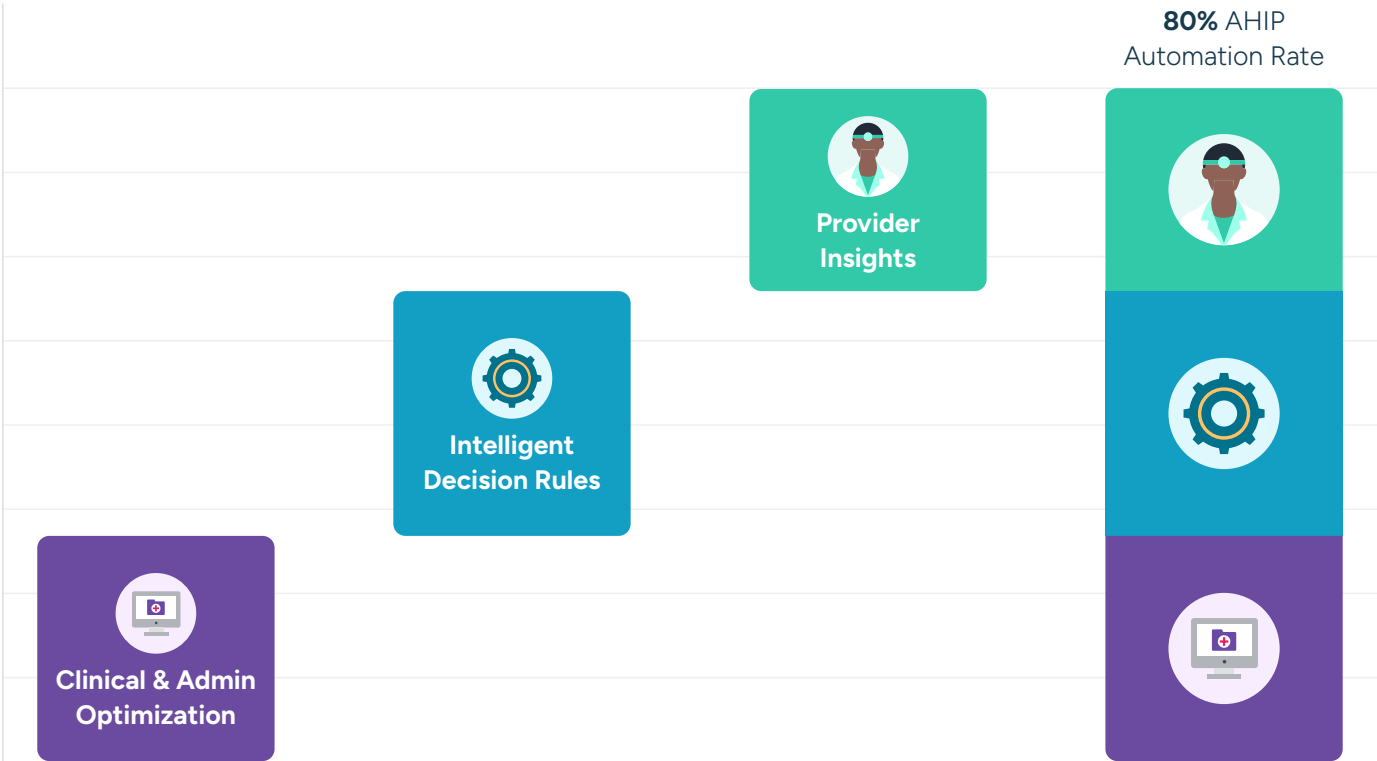 80% AHIP
Automation Rate
Provider
Insights
Intelligent
Decision Rules
Clinical & Admin
Optimization